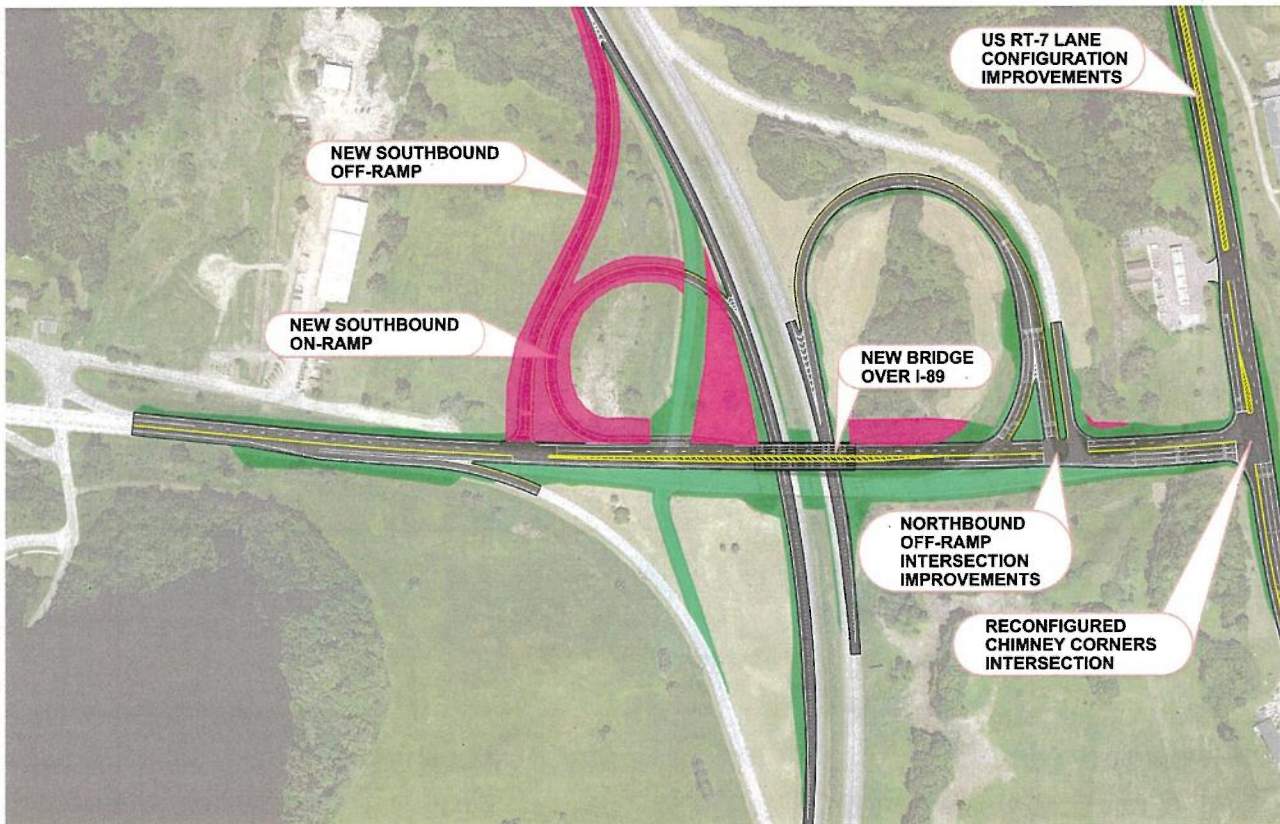 US RT-7 LANE
CONFIGURATION
IMPROVEMENTS
NEW SOUTHBOUND
OFF-RAMP
NEW SOUTHBOUND
ON-RAMP
NEW BRIDGE
OVER I-89
NORTHBOUND
OFF-RAMP
INTERSECTION
IMPROVEMENTS
RECONFIGURED
CHIMNEY CORNERS
INTERSECTION